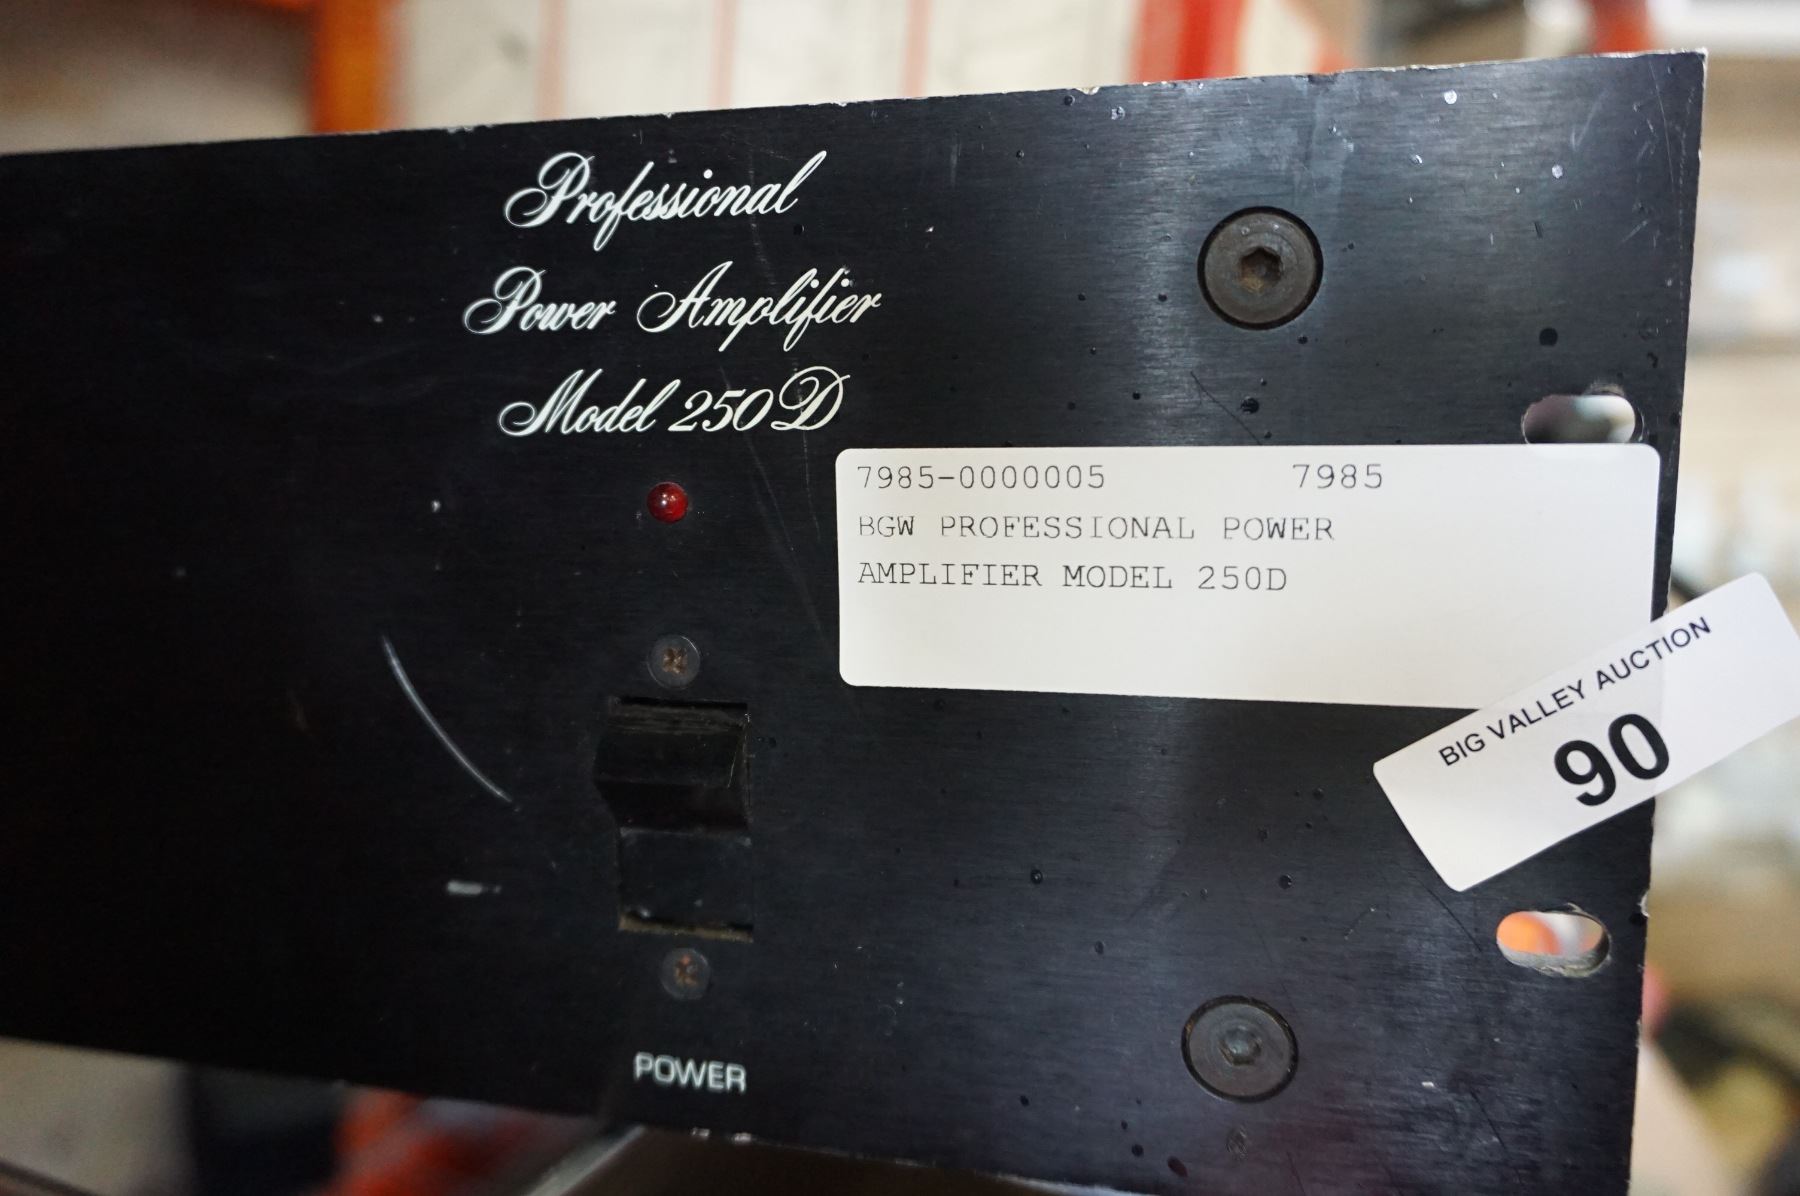 Professional
Power Amplifier
Model 250D
7985-0000005 7985
BGW PROFESSIONAL POWER
AMPLIFIER MODEL 250D
BIG VALLEY AUCTION
90
POWER